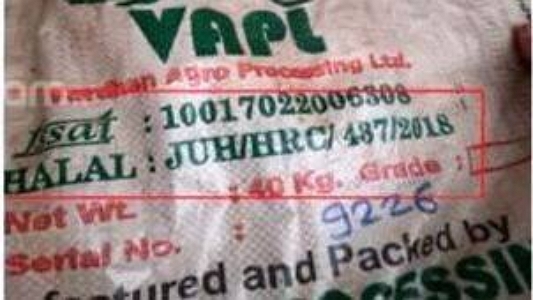 VAPL
Agro Processing Ltd.
fssai : 10017022006308
HALAL : JUH/HRC/ 487/2018
Net Wt. : 40 Kg. Grade :
Serial No. : 9226
and Packed by